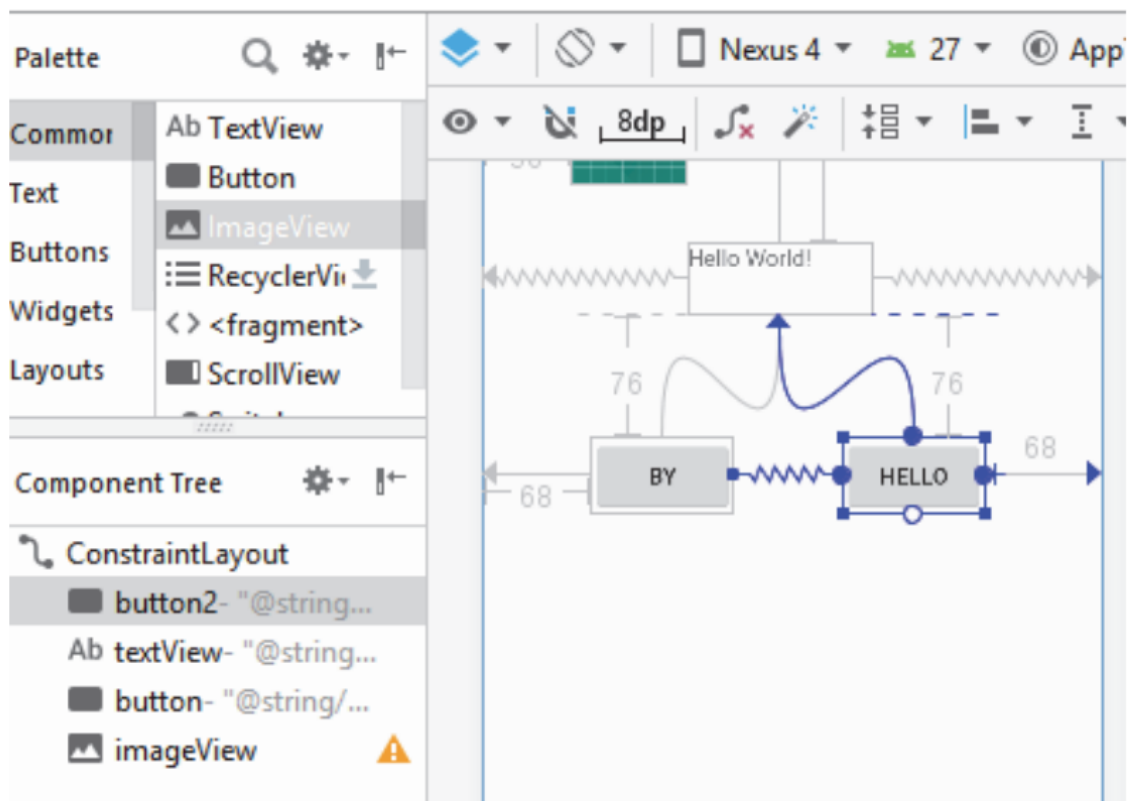 Palette
Nexus 4
27
App
8dp
Commor
Text
Buttons
Widgets
Layouts
Ab TextView
Button
ImageView
RecyclerVi
<> <fragment>
ScrollView
Component Tree
ConstraintLayout
button2- "@string...
Ab textView- "@string...
button- "@string/...
imageView
Hello World!
76
76
BY
HELLO
68
68